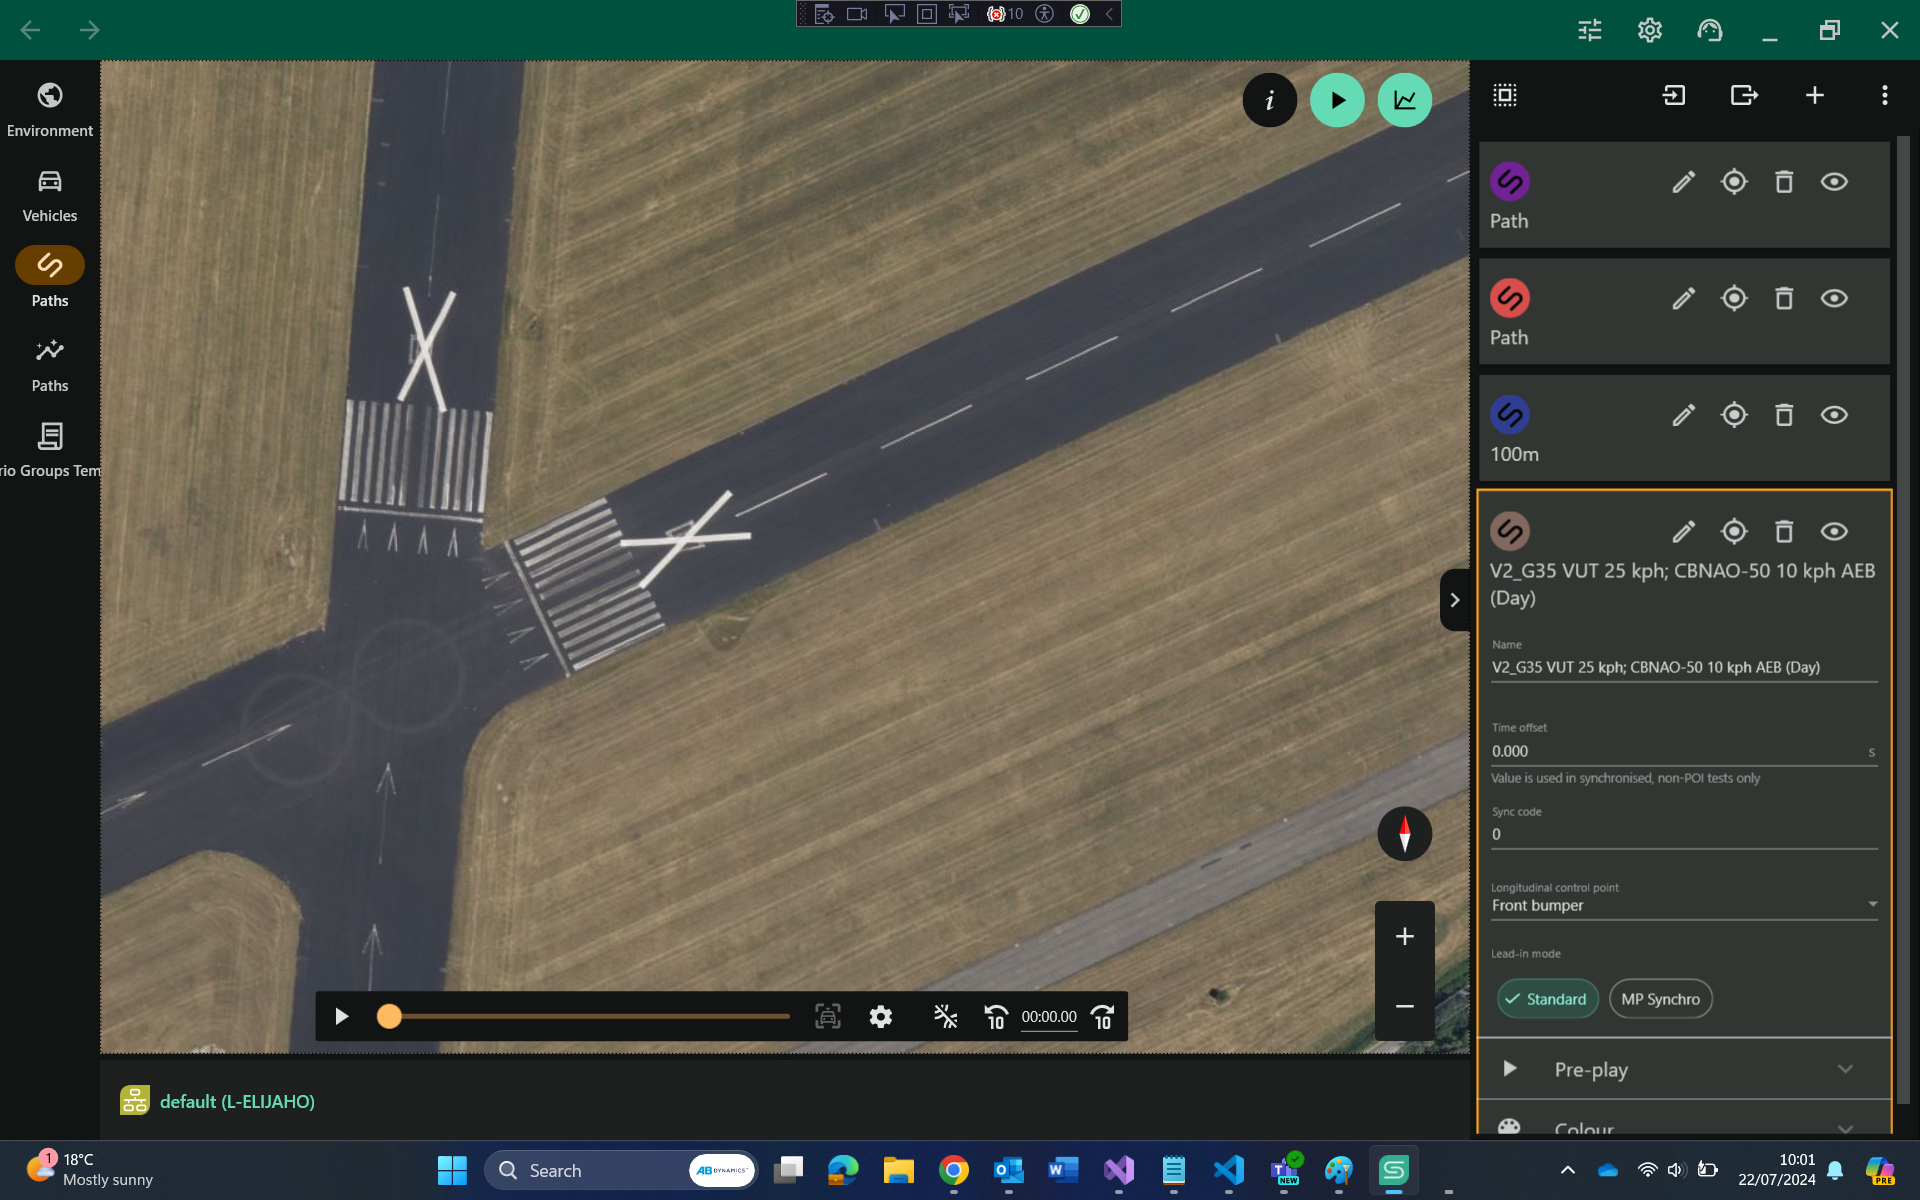 10
Environment
Vehicles
Paths
Paths
rio Groups Tem
i
Path
Path
100m
V2_G35 VUT 25 kph; CBNAO-50 10 kph AEB
(Day)
Name
V2_G35 VUT 25 kph; CBNAO-50 10 kph AEB (Day)
Time offset
0.000 s
Value is used in synchronised, non-POI tests only
Sync code
0
Longitudinal control point
Front bumper
Lead-in mode
Standard MP Synchro
Pre-play
Colour
10 00:00.00 10
default (L-ELIJAHO)
1 18°C
Mostly sunny
Search
AB DYNAMICS
NEW
10:01
22/07/2024
PRE